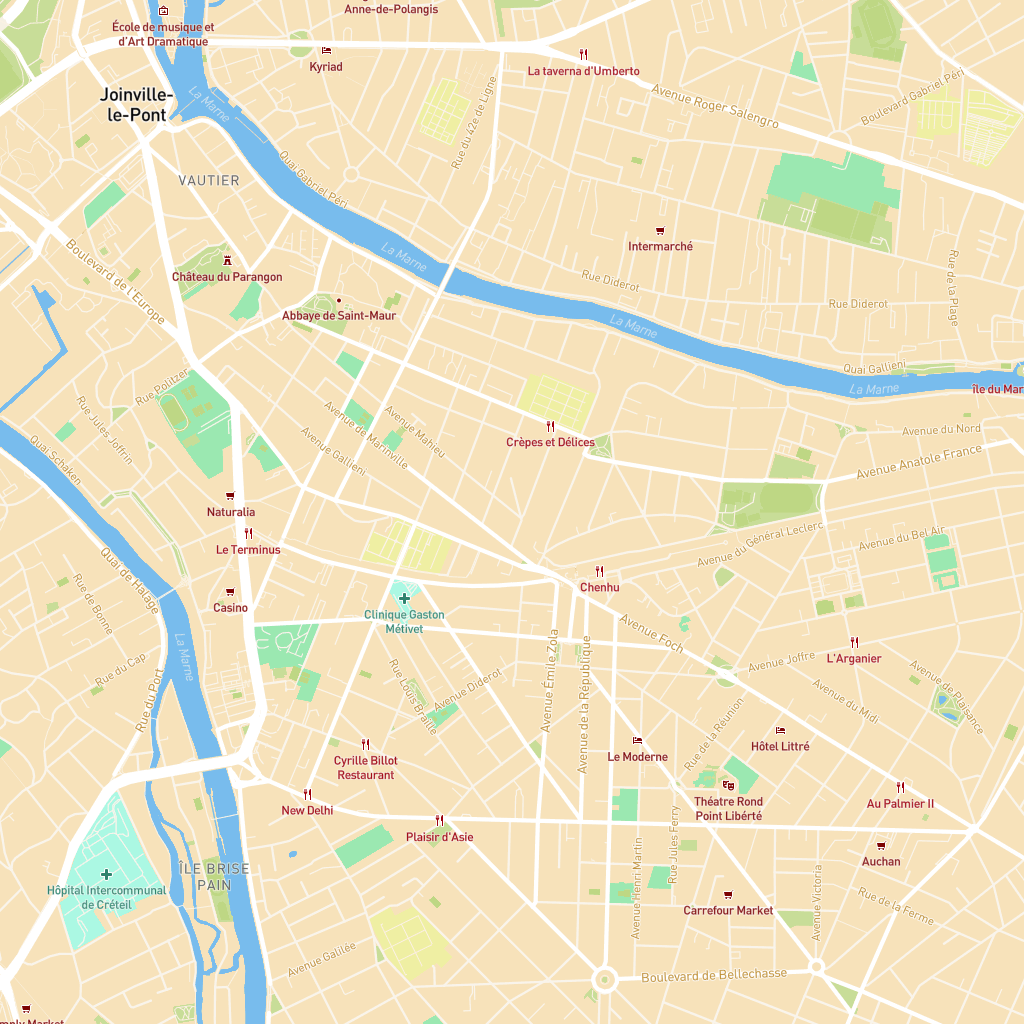 Anne-de-Polangis
École de musique et
d'Art Dramatique
Kyriad
La taverna d'Umberto
Joinville-
le-Pont
La Marne
Rue du 42e de Ligne
Avenue Roger Salengro
Boulevard Gabriel Péri
VAUTIER
Quai Gabriel Péri
Boulevard de l'Europe
La Marne
Intermarché
Château du Parangon
Rue Diderot
Rue Diderot
Rue de la Plage
Abbaye de Saint-Maur
La Marne
Quai Gallieni
La Marne
île du Mar
Rue Politzer
Rue Jules Joffrin
Avenue de Marinville
Avenue Mahieu
Avenue Gallieni
Crèpes et Délices
Avenue du Nord
Avenue Anatole France
Quai Schaken
Naturalia
Le Terminus
Avenue du Général Leclerc
Avenue du Bel Air
Quai de Halage
Rue de Bonne
Casino
Chenhu
Clinique Gaston
Métivet
Avenue Foch
La Marne
Rue du Cap
Rue du Port
Avenue Émile Zola
Avenue de la République
Avenue Joffre
L'Arganier
Rue Louis Braille
Avenue Diderot
Avenue du Midi
Avenue de Plaisance
Rue de la Réunion
Cyrille Billot
Restaurant
Le Moderne
Hôtel Littré
New Delhi
Théatre Rond
Point Libérté
Au Palmier II
Plaisir d'Asie
Rue Jules Ferry
Avenue Henri Martin
Auchan
ÎLE BRISE
PAIN
Hôpital Intercommunal
de Créteil
Carrefour Market
Avenue Victoria
Rue de la Ferme
Avenue Galilée
Boulevard de Bellechasse
mply Market